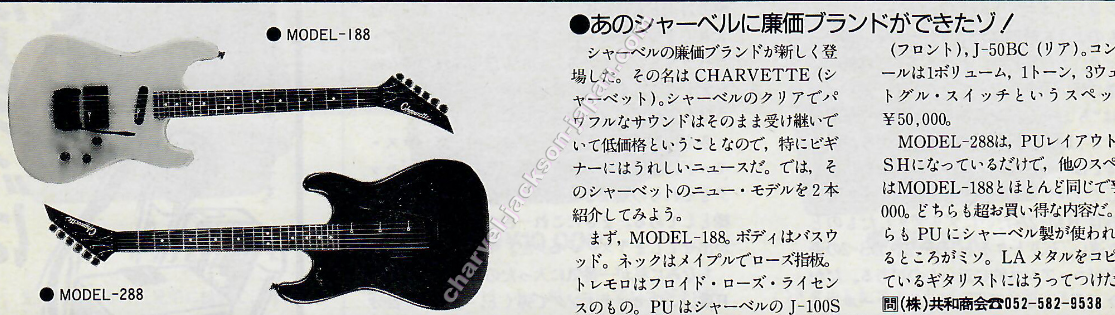 ● MODEL-188
Charvette
Charvette
● MODEL-288
●あのシャーベルに廉価ブランドができたゾ!
シャーベルの廉価ブランドが新しく登
場した。その名は CHARVETTE (シ
ャーベット)。シャーベルのクリアでパ
ワフルなサウンドはそのまま受け継いで
いて低価格ということなので、特にビギ
ナーにはうれしいニュースだ。では、そ
のシャーベットのニュー・モデルを2本
紹介してみよう。
まず、MODEL-188。ボディはバスウ
ッド。ネックはメイプルでローズ指板。
トレモロはフロイド・ローズ・ライセン
スのもの。PU はシャーベルの J-100S
(フロント), J-50BC (リア)。コン
ールは1ボリューム, 1トーン, 3ウェ
トグル・スイッチというスペッ
¥50,000。
MODEL-288は, PUレイアウト
SHになっているだけで, 他のスペ
はMODEL-188とほとんど同じで¥
000。どちらも超お買い得な内容だ。
らも PU にシャーベル製が使われ
るところがミソ。LA メタルをコピ
ているギタリストにはうってつけだ
問(株)共和商会☎052-582-9538
charvel-jackson-japan.com